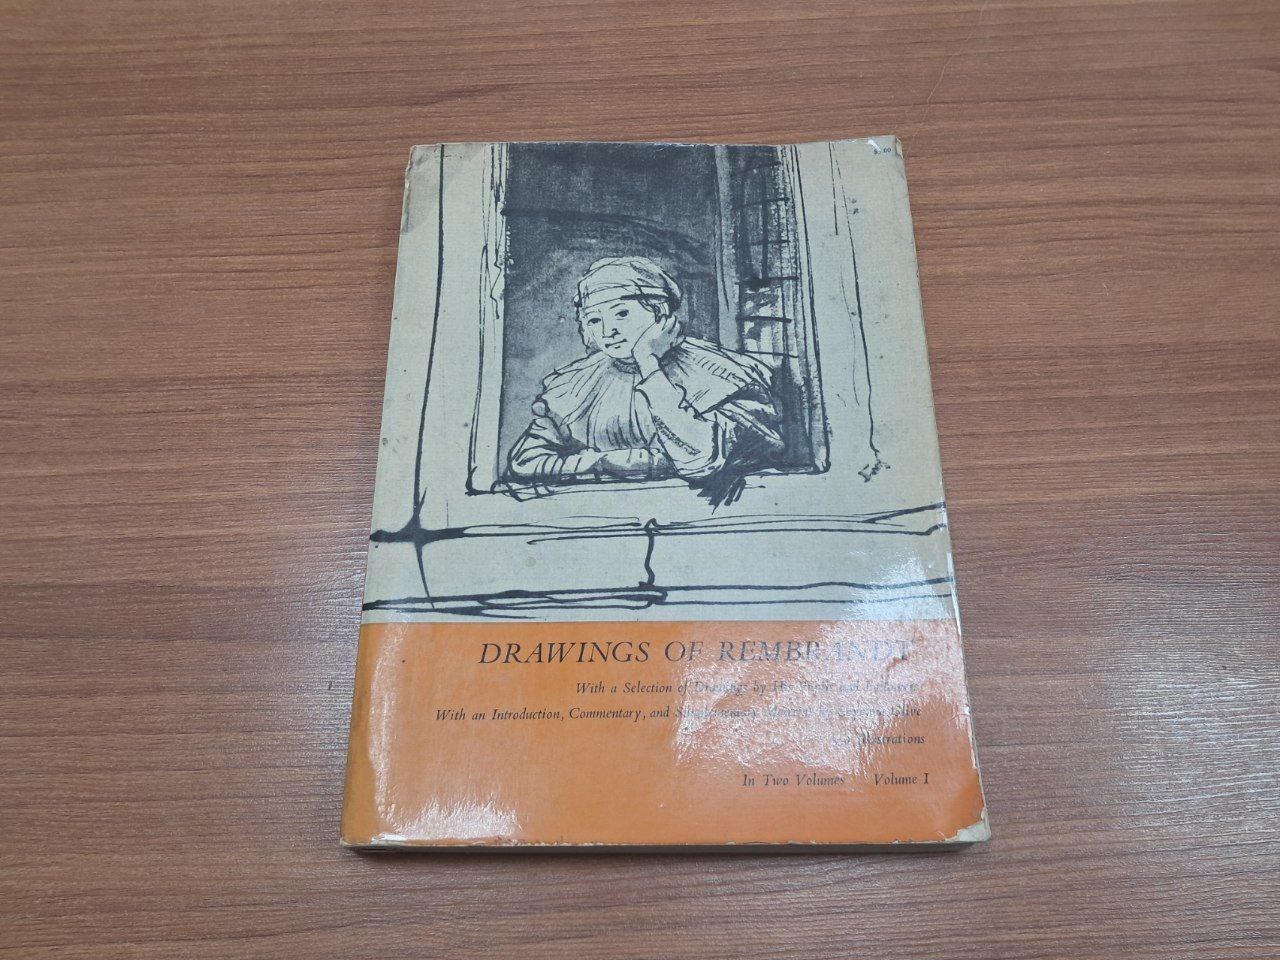 DRAWINGS OF REMBRANDT
With a Selection of Drawings by His Pupils and Followers
With an Introduction, Commentary, and Supplementary Material by Slive
Illustrations
In Two Volumes Volume I